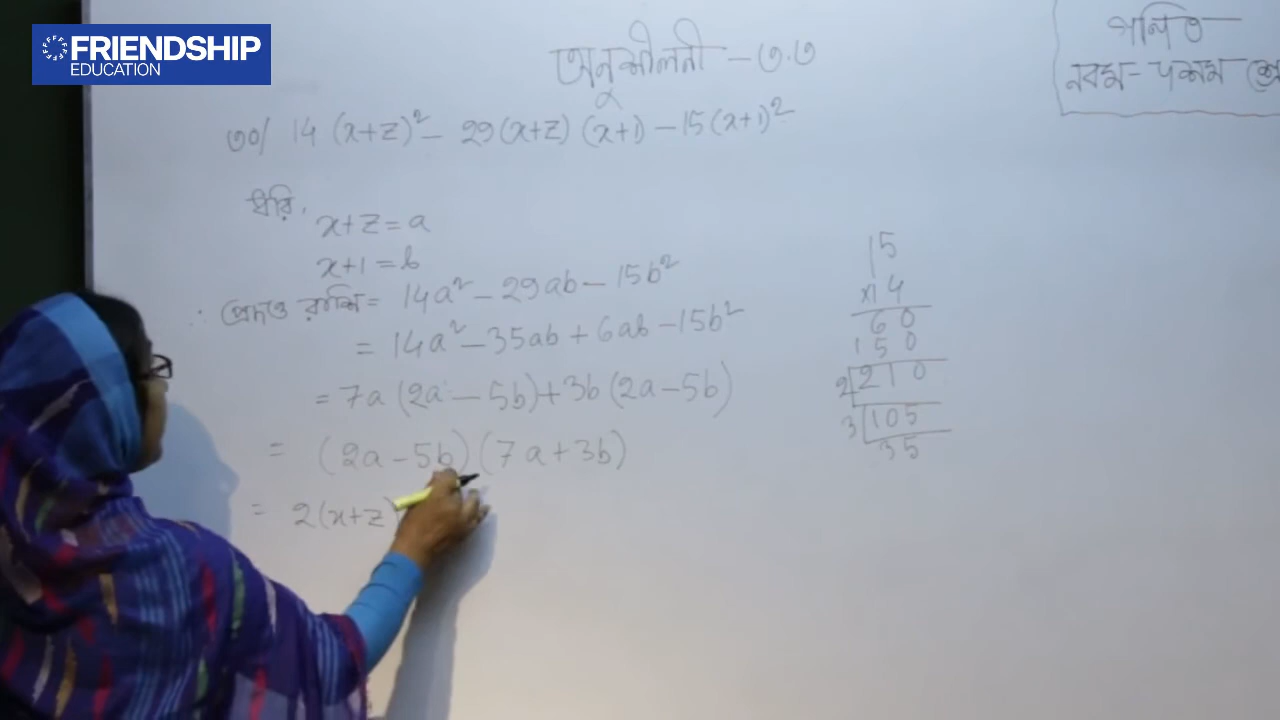 FRIENDSHIP
EDUCATION
অনুশীলনী – ৩.৩
গণিত
নবম - দশম শ্রে
৩০/ 14 (x+z)² – 29(x+z) (x+1) – 15(x+1)²
ধরি,
x+z = a
x+1 = b
∴ প্রদত্ত রাশি = 14a² – 29ab – 15b²
= 14a² – 35ab + 6ab – 15b²
= 7a (2a – 5b) + 3b (2a – 5b)
= (2a – 5b) (7a + 3b)
= 2(x+z)
15
×14
60
150
2 210
3 105
35